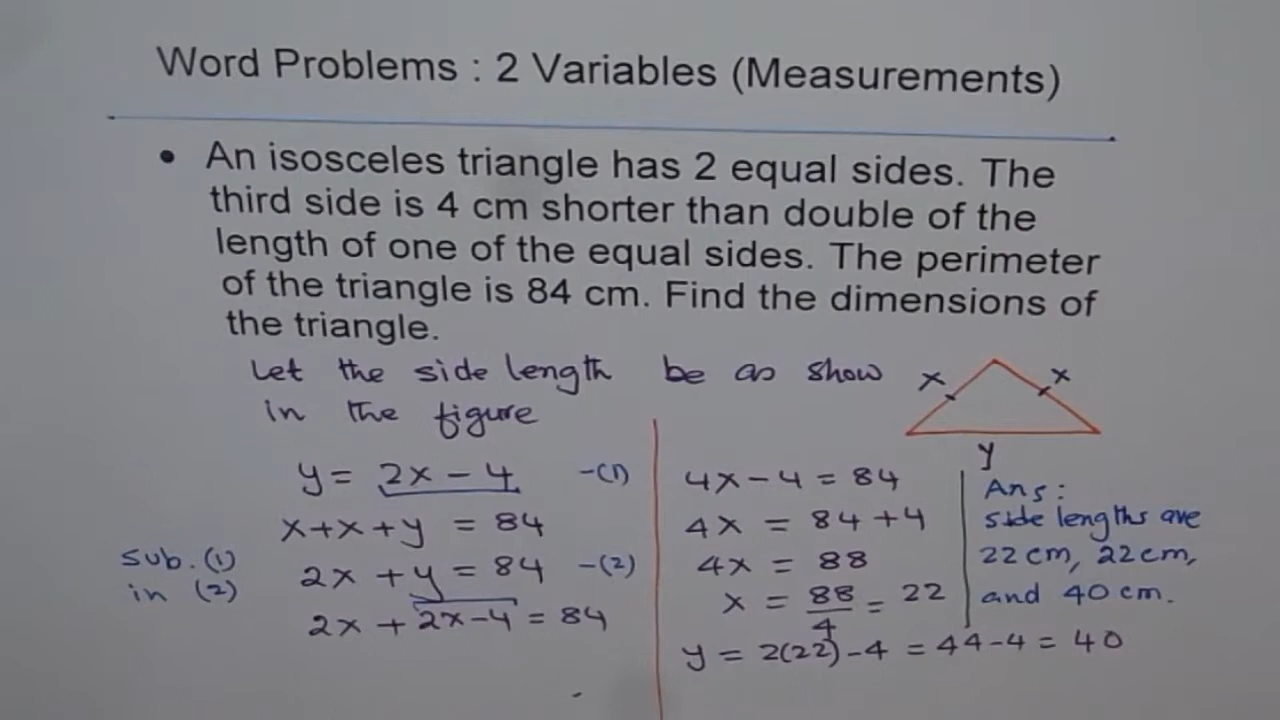 Word Problems : 2 Variables (Measurements)
• An isosceles triangle has 2 equal sides. The
third side is 4 cm shorter than double of the
length of one of the equal sides. The perimeter
of the triangle is 84 cm. Find the dimensions of
the triangle.
Let the side length be as show
in the figure
x x
y
y = 2x - 4 -(1)
x+x+y = 84
Sub. (1)
in (2)
2x + y = 84 -(2)
2x + 2x-4 = 84
4x - 4 = 84
4x = 84 + 4
4x = 88
x = 88/4 = 22
y = 2(22) - 4 = 44 - 4 = 40
Ans :
Side lengths are
22 cm, 22 cm,
and 40 cm.